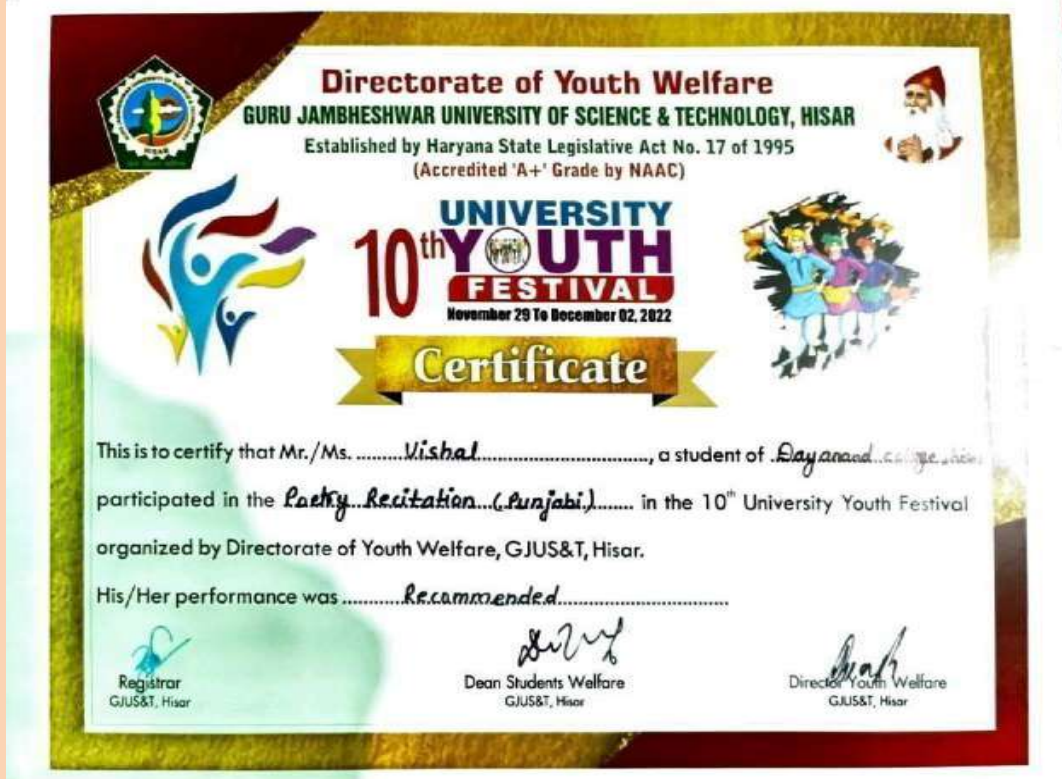 Directorate of Youth Welfare
GURU JAMBHESHWAR UNIVERSITY OF SCIENCE & TECHNOLOGY, HISAR
Established by Haryana State Legislative Act No. 17 of 1995
(Accredited 'A+' Grade by NAAC)
HISAR
10th UNIVERSITY
YOUTH
FESTIVAL
November 29 To December 02, 2022
Certificate
This is to certify that Mr./Ms. ........Vishal............................, a student of .Dayanand college
participated in the Poetry Recitation (Punjabi)....... in the 10th University Youth Festival
organized by Directorate of Youth Welfare, GJUS&T, Hisar.
His/Her performance was ...........Recommended..............................
Registrar
GJUS&T, Hisar
Dean Students Welfare
GJUS&T, Hisar
Director Youth Welfare
GJUS&T, Hisar